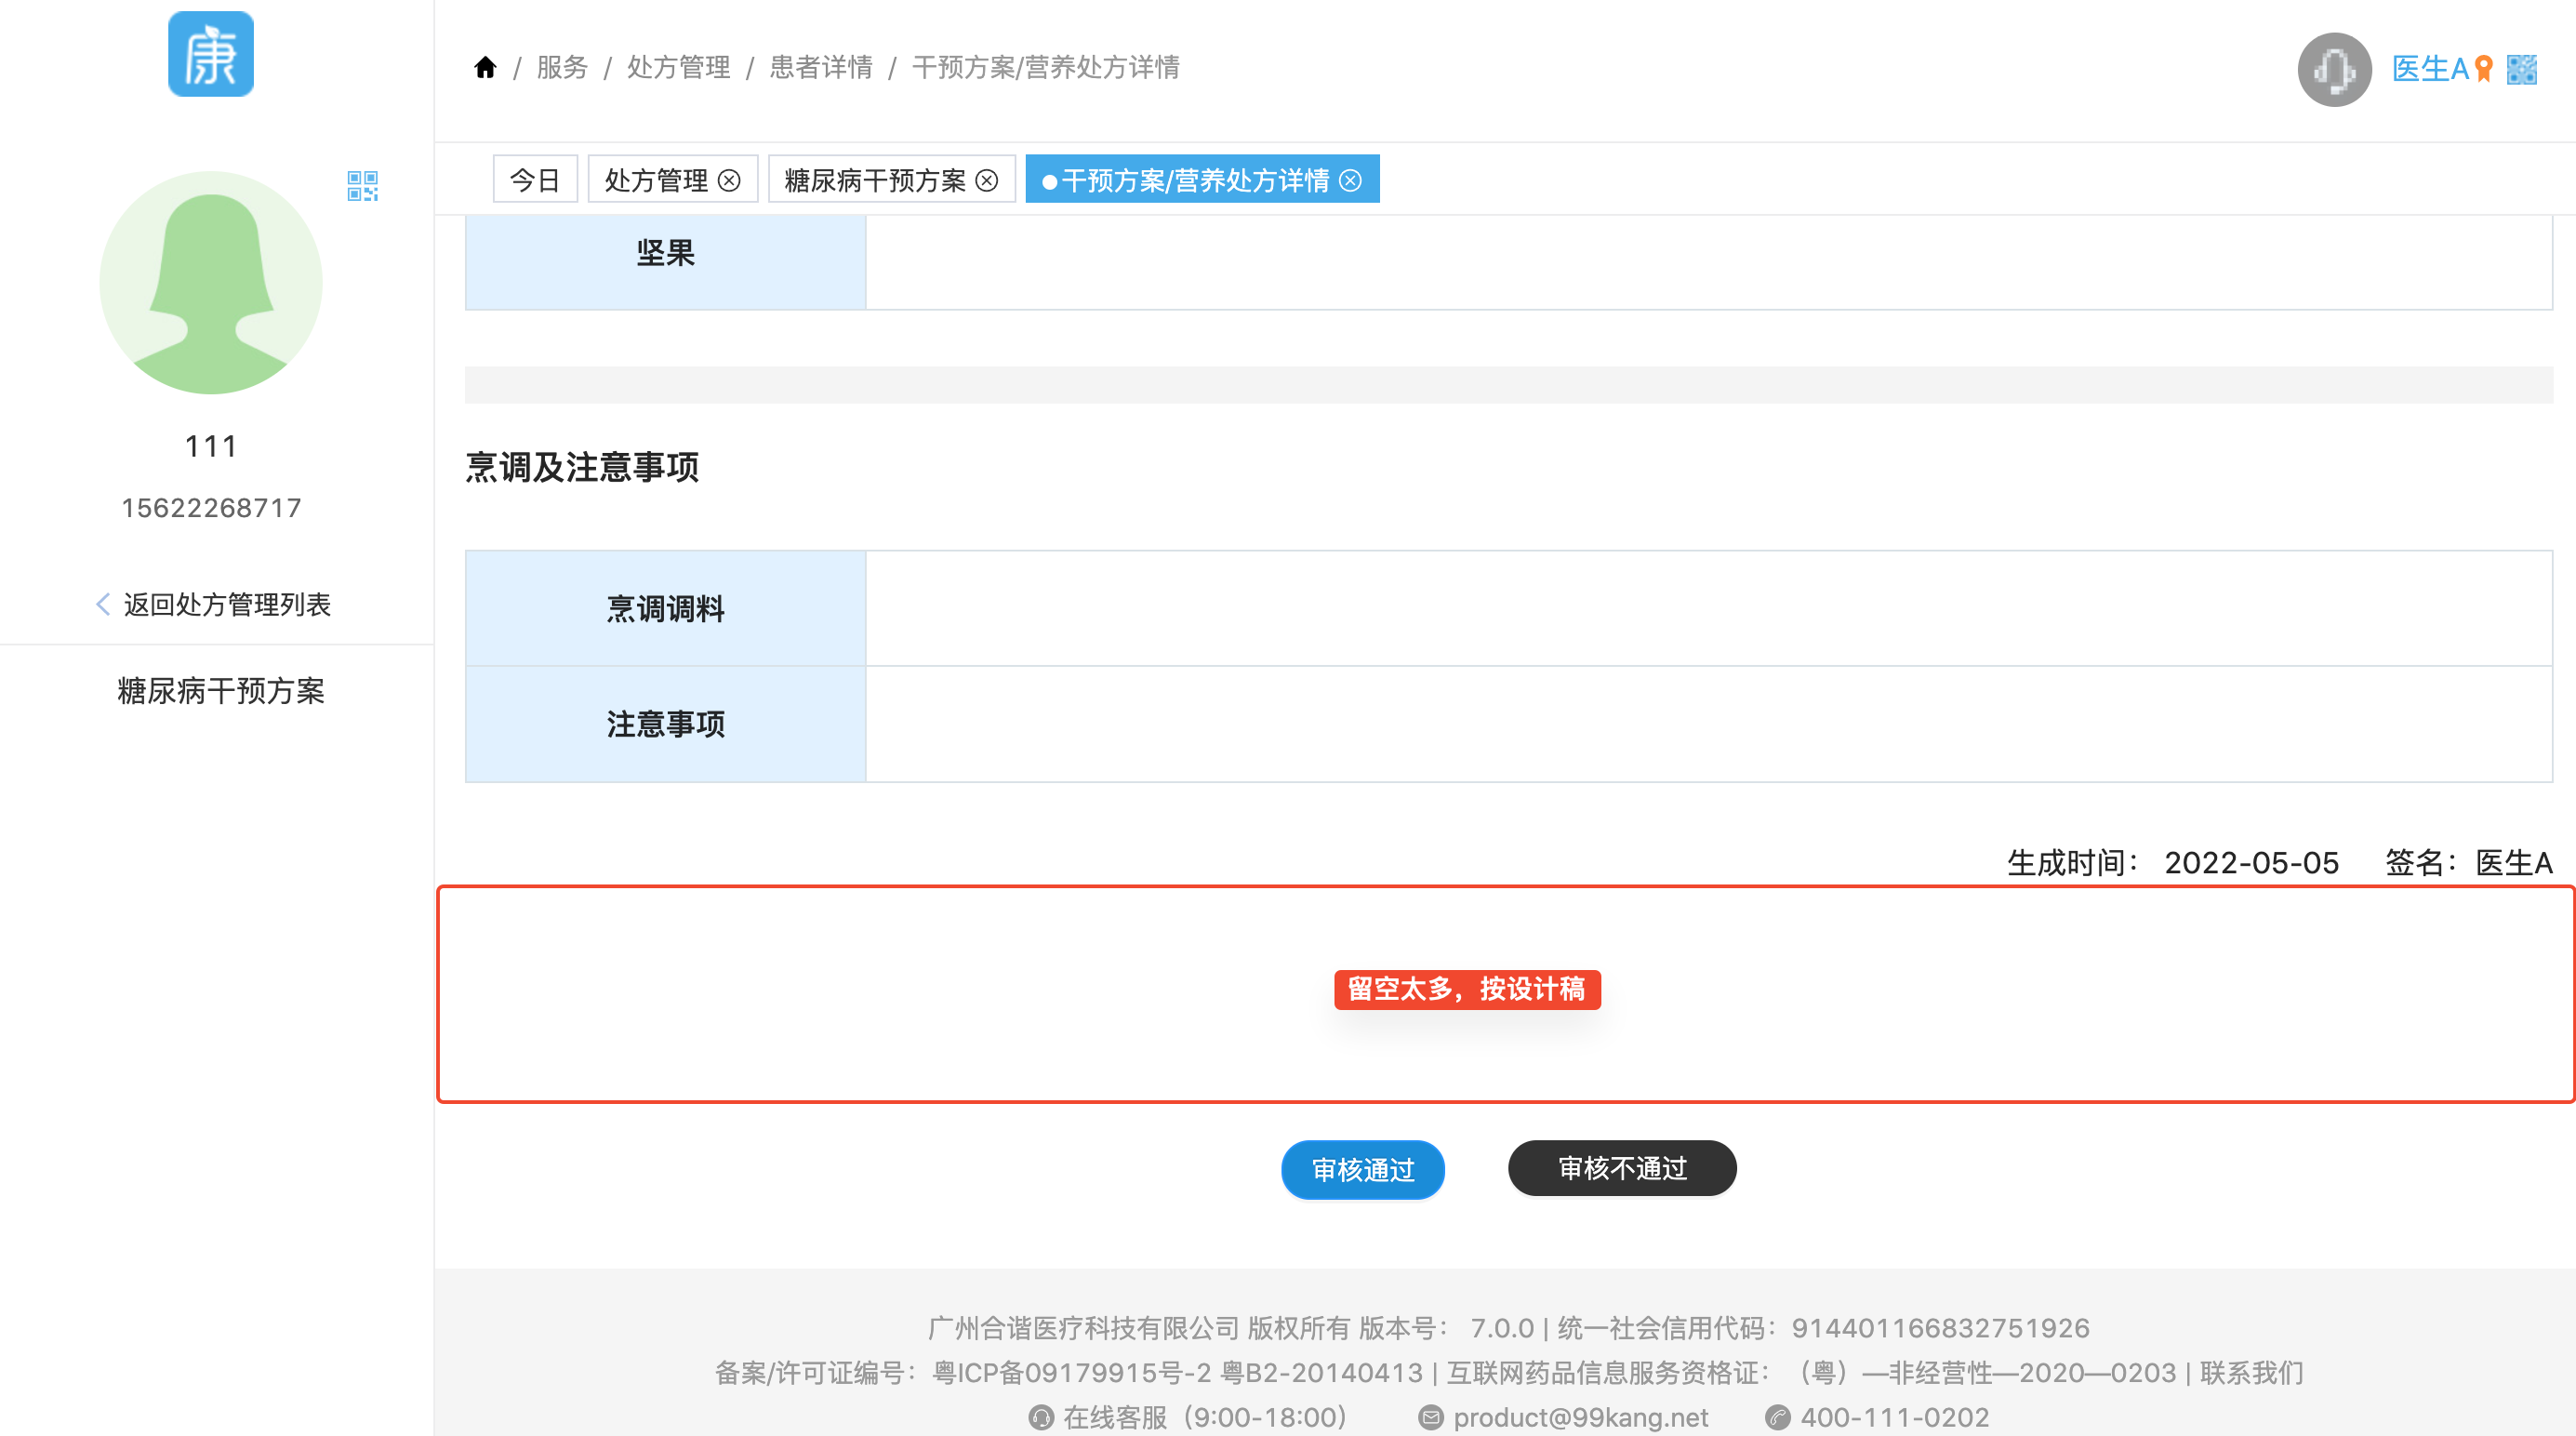 康
/ 服务 / 处方管理 / 患者详情 / 干预方案/营养处方详情
医生A
今日 处方管理 糖尿病干预方案 干预方案/营养处方详情
坚果
111
15622268717
返回处方管理列表
糖尿病干预方案
烹调及注意事项
烹调调料
注意事项
生成时间： 2022-05-05 签名：医生A
留空太多，按设计稿
审核通过 审核不通过
广州合谐医疗科技有限公司 版权所有 版本号： 7.0.0 | 统一社会信用代码：914401166832751926
备案/许可证编号：粤ICP备09179915号-2 粤B2-20140413 | 互联网药品信息服务资格证：（粤）—非经营性—2020—0203 | 联系我们
在线客服（9:00-18:00） product@99kang.net 400-111-0202